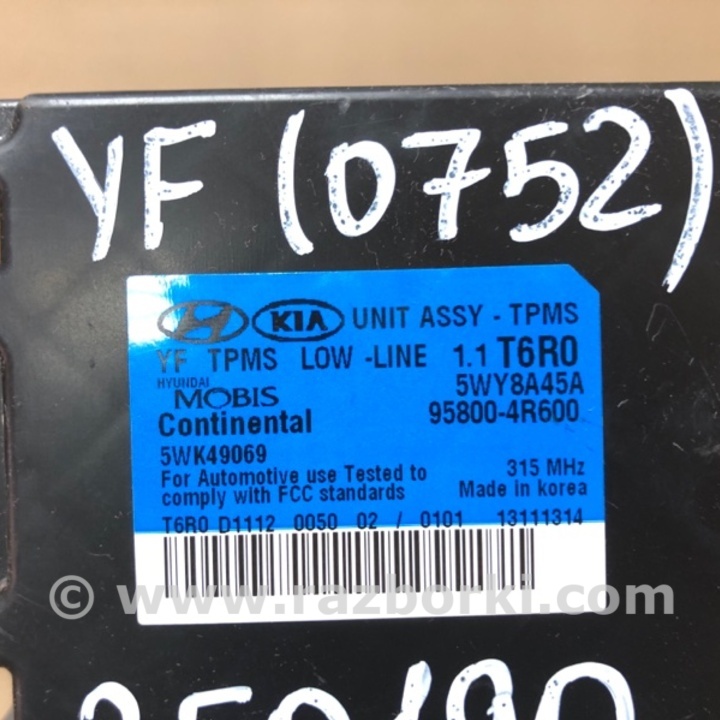 YF (0752)
HYUNDAI KIA UNIT ASSY - TPMS
YF TPMS LOW -LINE 1.1 T6R0
HYUNDAI MOBIS 5WY8A45A
Continental 95800-4R600
5WK49069
For Automotive use Tested to 315 MHz
comply with FCC standards Made in korea
T6R0 D1112 0050 02 / 0101 13111314
© www.razborki.com